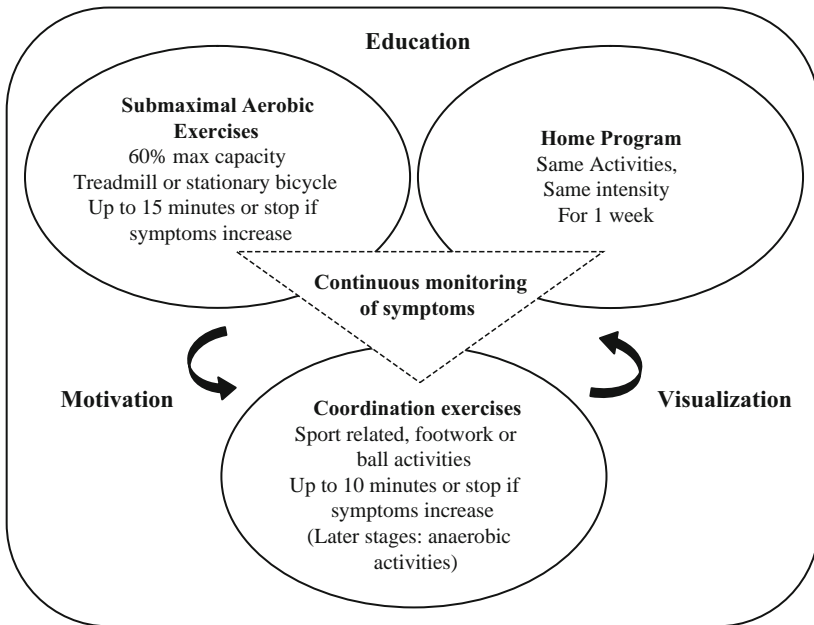 Education
Submaximal Aerobic
Exercises
60% max capacity
Treadmill or stationary bicycle
Up to 15 minutes or stop if
symptoms increase
Home Program
Same Activities,
Same intensity
For 1 week
Continuous monitoring
of symptoms
Motivation
Visualization
Coordination exercises
Sport related, footwork or
ball activities
Up to 10 minutes or stop if
symptoms increase
(Later stages: anaerobic
activities)